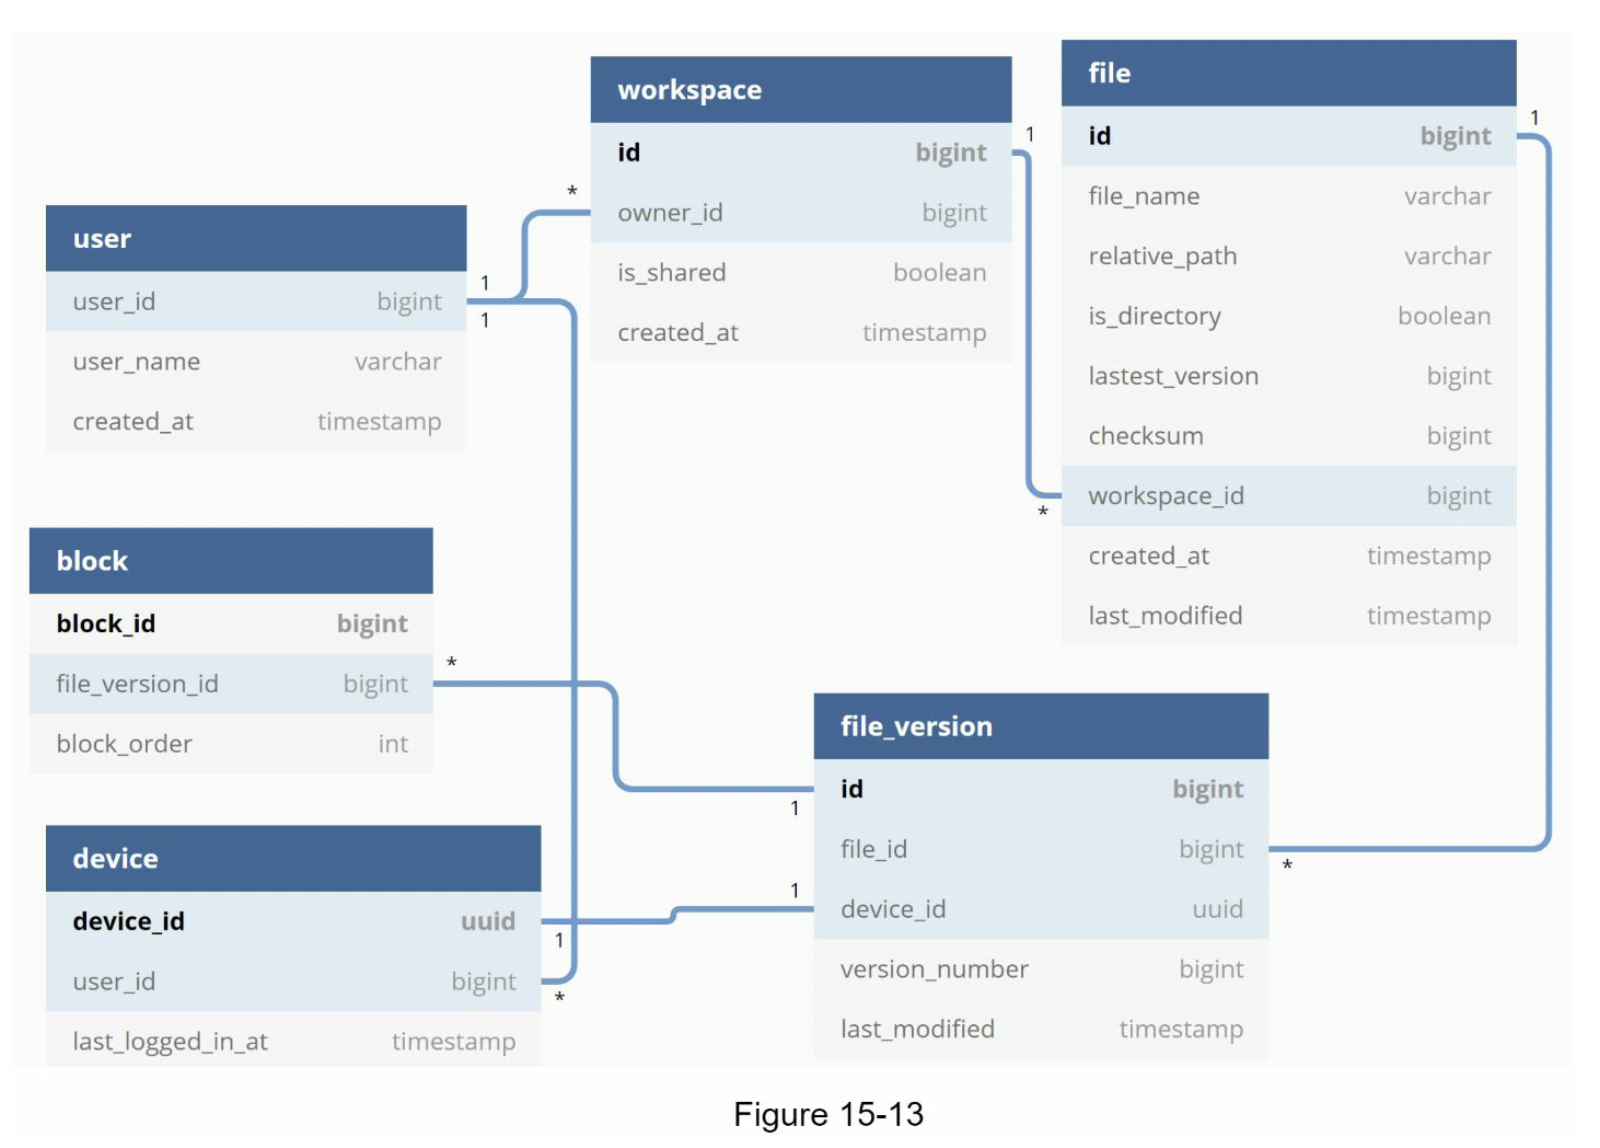 user
user_id bigint
user_name varchar
created_at timestamp
1
1
*
workspace
id bigint
owner_id bigint
is_shared boolean
created_at timestamp
1
*
file
id bigint
file_name varchar
relative_path varchar
is_directory boolean
lastest_version bigint
checksum bigint
workspace_id bigint
created_at timestamp
last_modified timestamp
1
block
block_id bigint
file_version_id bigint
block_order int
*
1
file_version
id bigint
file_id bigint
device_id uuid
version_number bigint
last_modified timestamp
*
1
device
device_id uuid
user_id bigint
last_logged_in_at timestamp
1
*
Figure 15-13